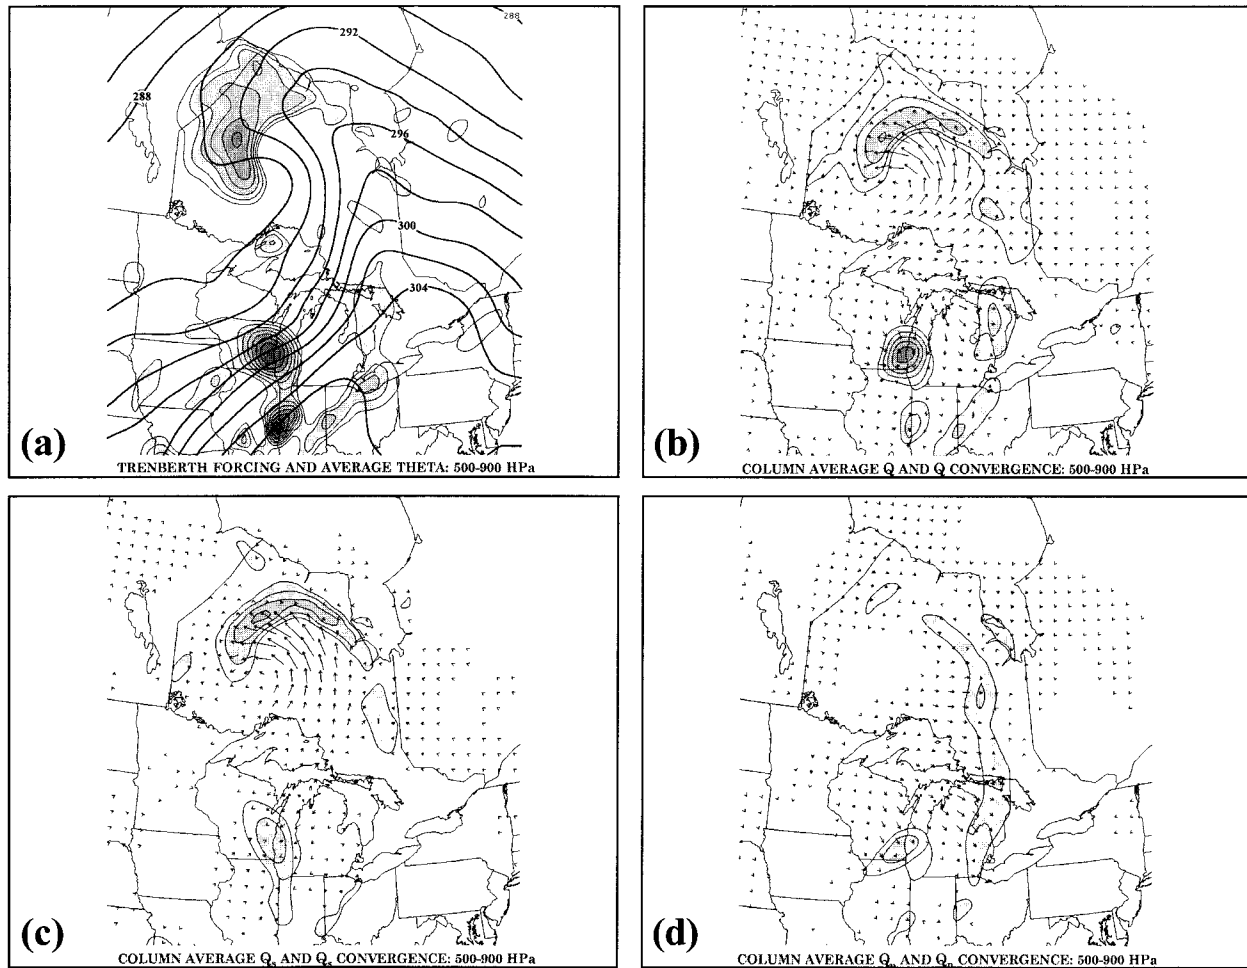 288
292
288
296
300
304
(a)
TRENBERTH FORCING AND AVERAGE THETA: 500-900 HPa
(b)
COLUMN AVERAGE Q AND Q CONVERGENCE: 500-900 HPa
(c)
COLUMN AVERAGE Qs AND Qs CONVERGENCE: 500-900 HPa
(d)
COLUMN AVERAGE Qn AND Qn CONVERGENCE: 500-900 HPa